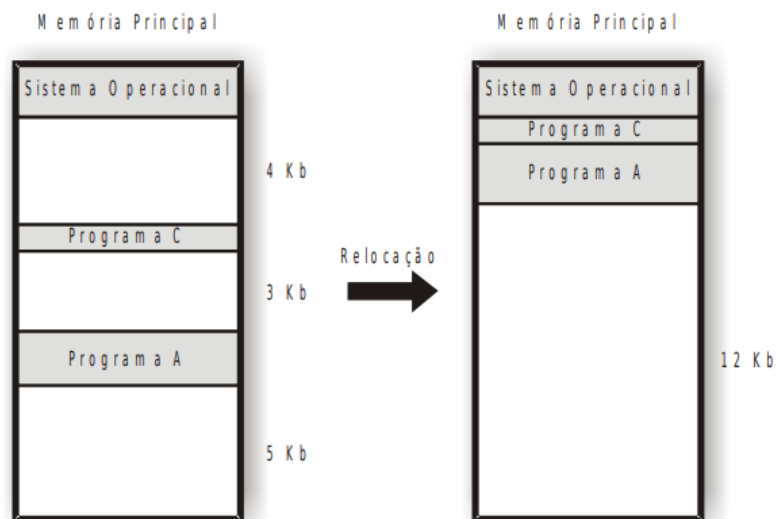 Memória Principal
Sistema Operacional
4 Kb
Programa C
3 Kb
Programa A
5 Kb
Relocação
Memória Principal
Sistema Operacional
Programa C
Programa A
12 Kb